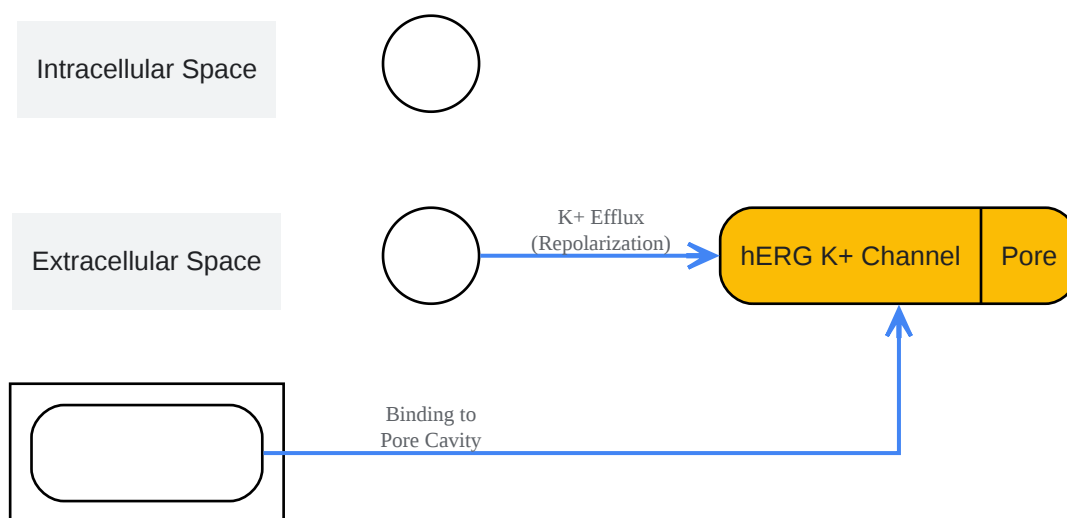 Intracellular Space
K+ Efflux
(Repolarization)
Extracellular Space
hERG K+ Channel
Pore
Binding to
Pore Cavity